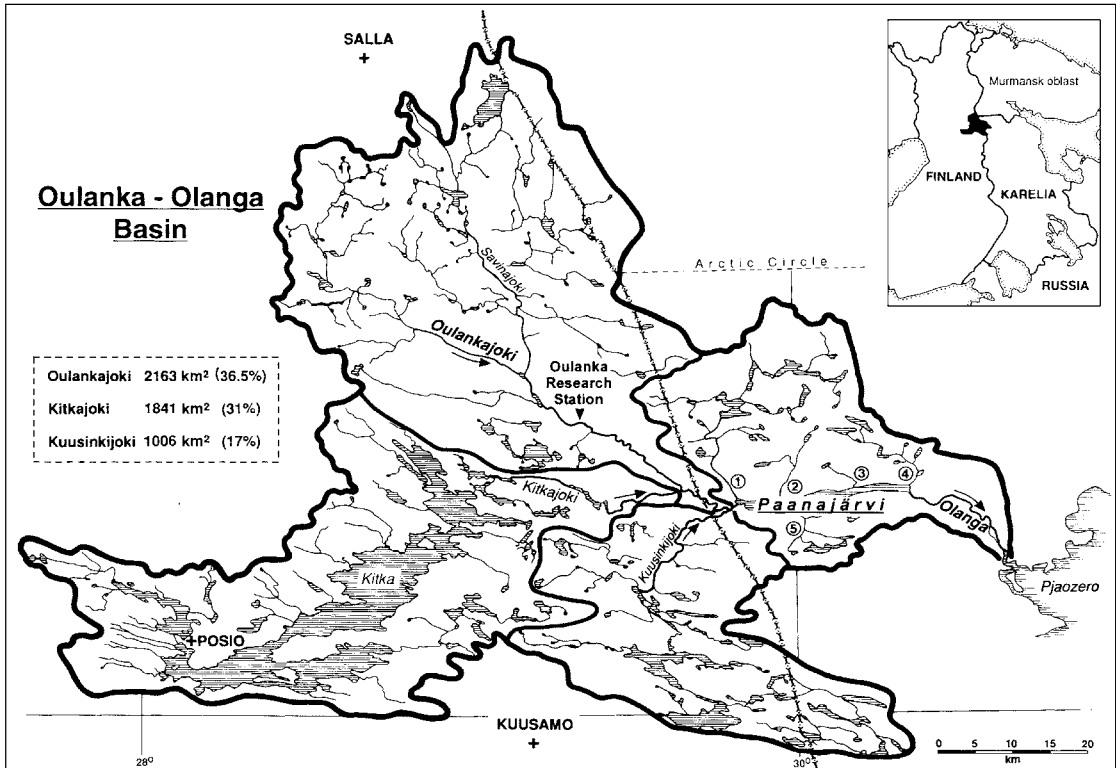 SALLA
Murmansk oblast
FINLAND
KARELIA
RUSSIA
Oulanka - Olanga
Basin
Arctic Circle
Savinajoki
Oulankajoki
Oulanka
Research
Station
Oulankajoki 2163 km² (36.5%)
Kitkajoki 1841 km² (31%)
Kuusinkijoki 1006 km² (17%)
1
2
3
4
Kitkajoki
Paanajärvi
Olanga
5
Kuusinkijoki
Kitka
Pjaozero
POSIO
KUUSAMO
28°
30°
0 5 10 15 20
km